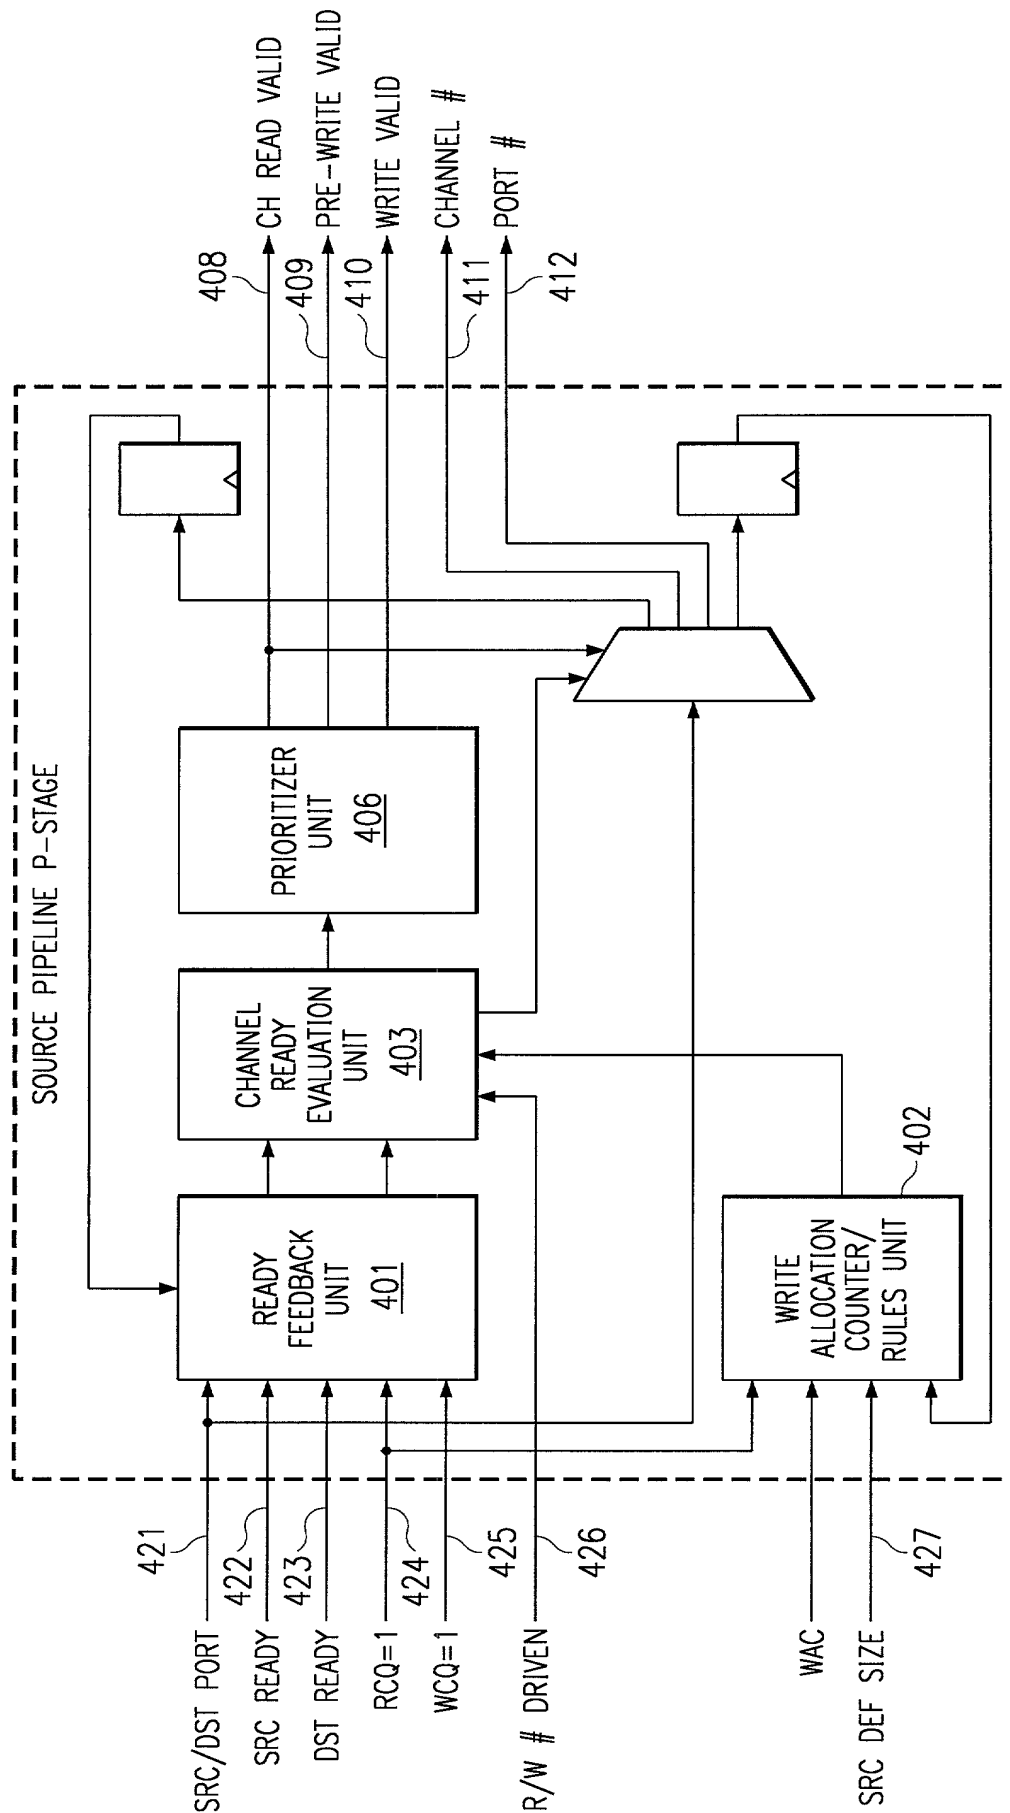 SOURCE PIPELINE P-STAGE
SRC/DST PORT
421
SRC READY
422
DST READY
423
RCQ=1
424
WCQ=1
425
R/W # DRIVEN
426
WAC
SRC DEF SIZE
427
READY
FEEDBACK
UNIT
401
CHANNEL
READY
EVALUATION
UNIT
403
PRIORITIZER
UNIT
406
WRITE
ALLOCATION
COUNTER/
RULES UNIT
402
408
CH READ VALID
409
PRE-WRITE VALID
410
WRITE VALID
411
CHANNEL #
412
PORT #